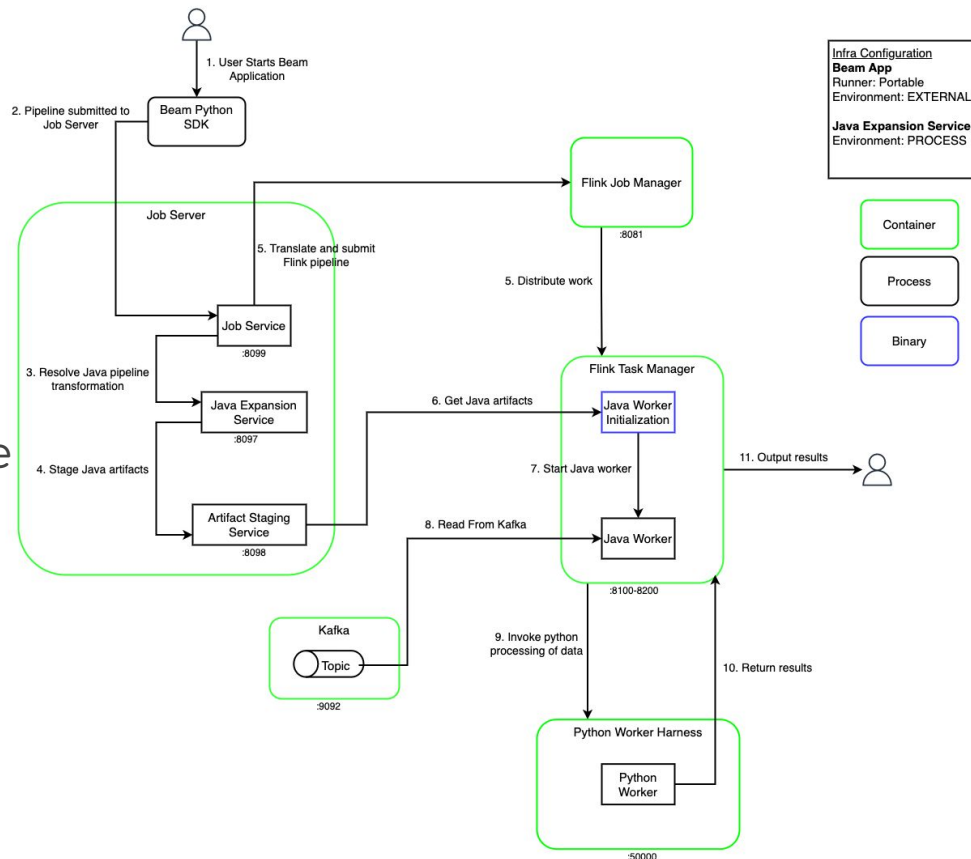 1. User Starts Beam
Application
2. Pipeline submitted to
Job Server
Beam Python
SDK
Infra Configuration
Beam App
Runner: Portable
Environment: EXTERNAL
Java Expansion Service
Environment: PROCESS
Container
Process
Binary
Job Server
5. Translate and submit
Flink pipeline
Flink Job Manager
:8081
5. Distribute work
Job Service
:8099
3. Resolve Java pipeline
transformation
Java Expansion
Service
:8097
4. Stage Java artifacts
Artifact Staging
Service
:8098
e
Flink Task Manager
6. Get Java artifacts
Java Worker
Initialization
7. Start Java worker
8. Read From Kafka
Java Worker
:8100-8200
11. Output results
Kafka
Topic
:9092
9. Invoke python
processing of data
10. Return results
Python Worker Harness
Python
Worker
:50000